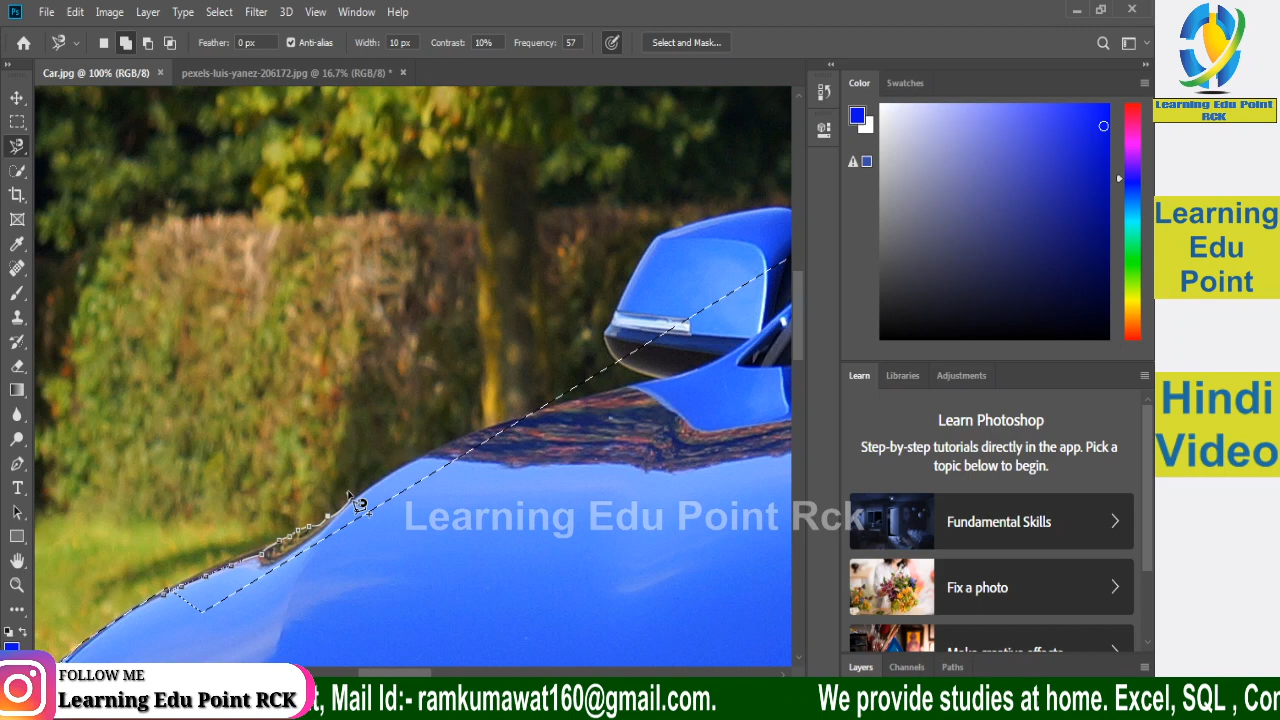 Ps File Edit Image Layer Type Select Filter 3D View Window Help
Feather: 0 px Anti-alias Width: 10 px Contrast: 10% Frequency: 57 Select and Mask...
Car.jpg @ 100% (RGB/8) × pexels-luis-yanez-206172.jpg @ 16.7% (RGB/8) * ×
Color Swatches
Learn Libraries Adjustments
Learn Photoshop
Step-by-step tutorials directly in the app. Pick a
topic below to begin.
Fundamental Skills
Fix a photo
Make creative effects
Layers Channels Paths
Learning Edu Point Rck
Learning Edu Point
RCK
Learning
Edu
Point
Hindi
Video
FOLLOW ME
Learning Edu Point RCK
t, Mail Id:- ramkumawat160@gmail.com. We provide studies at home. Excel, SQL , Cor